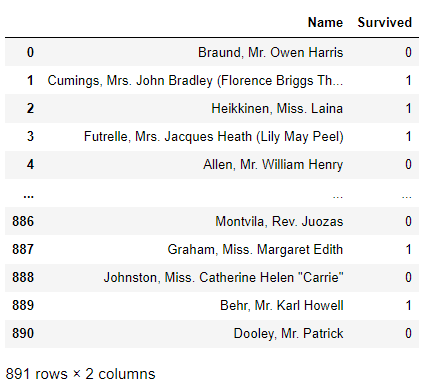 Name Survived
0 Braund, Mr. Owen Harris 0
1 Cumings, Mrs. John Bradley (Florence Briggs Th... 1
2 Heikkinen, Miss. Laina 1
3 Futrelle, Mrs. Jacques Heath (Lily May Peel) 1
4 Allen, Mr. William Henry 0
... ... ...
886 Montvila, Rev. Juozas 0
887 Graham, Miss. Margaret Edith 1
888 Johnston, Miss. Catherine Helen "Carrie" 0
889 Behr, Mr. Karl Howell 1
890 Dooley, Mr. Patrick 0
891 rows × 2 columns